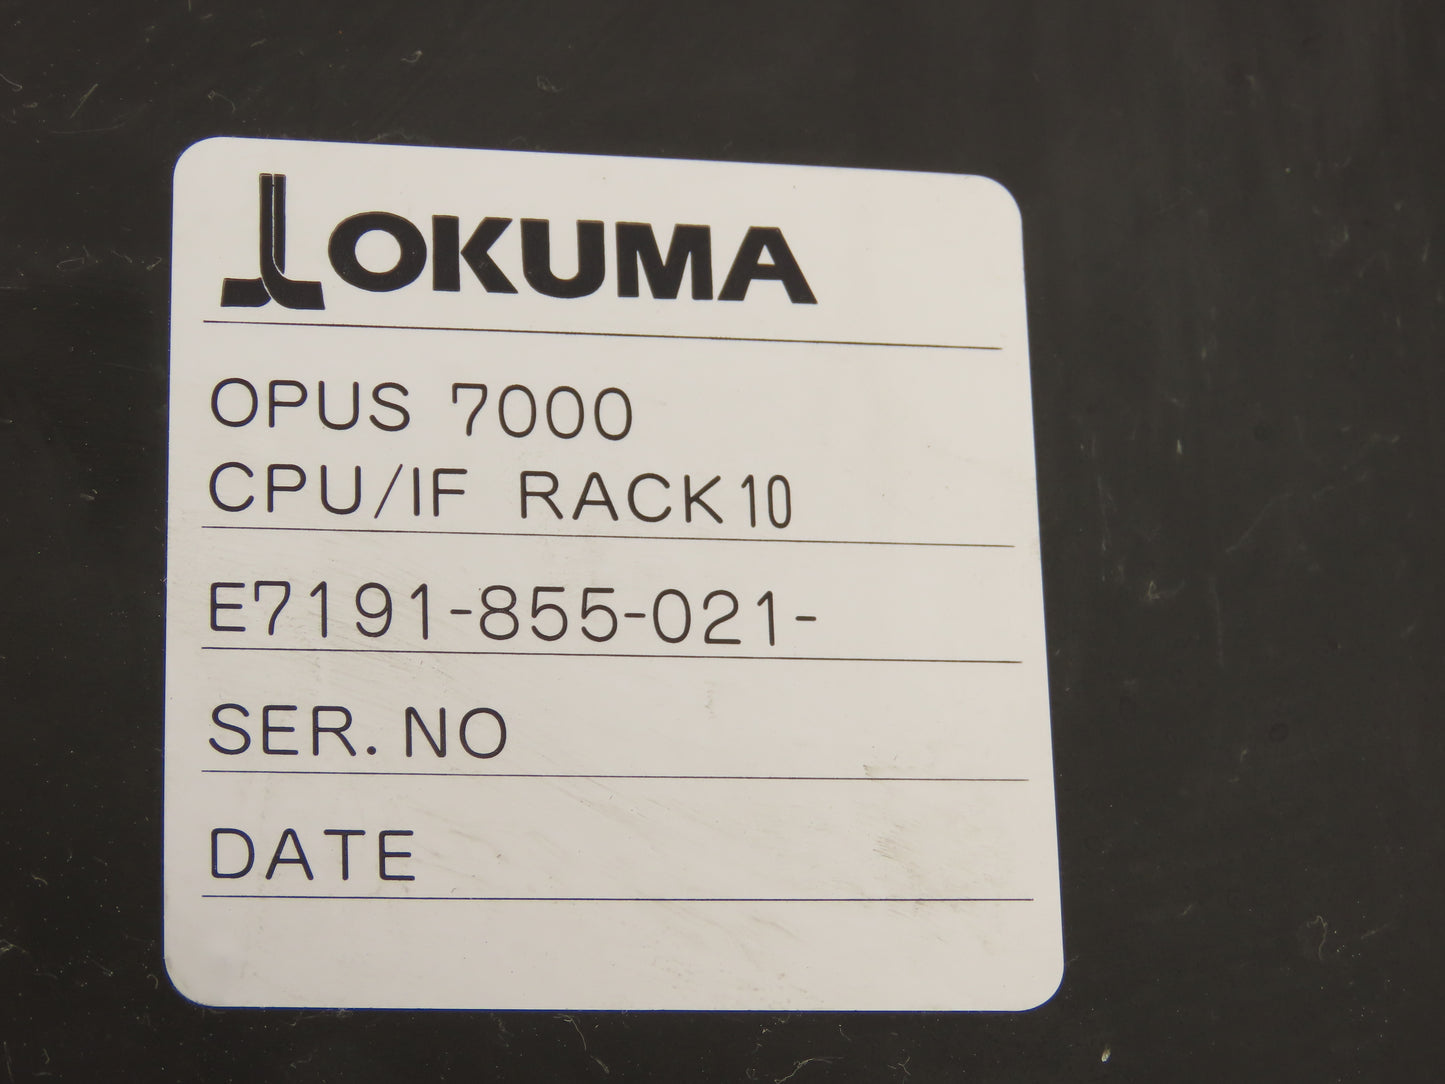 OKUMA
OPUS 7000
CPU/IF RACK10
E7191-855-021-
SER. NO
DATE